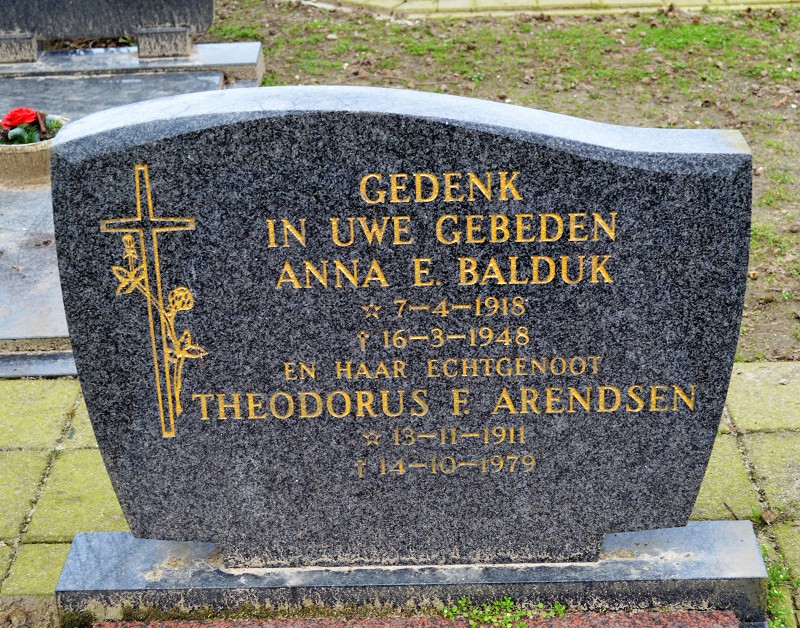 GEDENK
IN UWE GEBEDEN
ANNA E. BALDUK
☆ 7-4-1918
† 16-3-1948
EN HAAR ECHTGENOOT
THEODORUS F. ARENDSEN
☆ 13-11-1911
† 14-10-1979